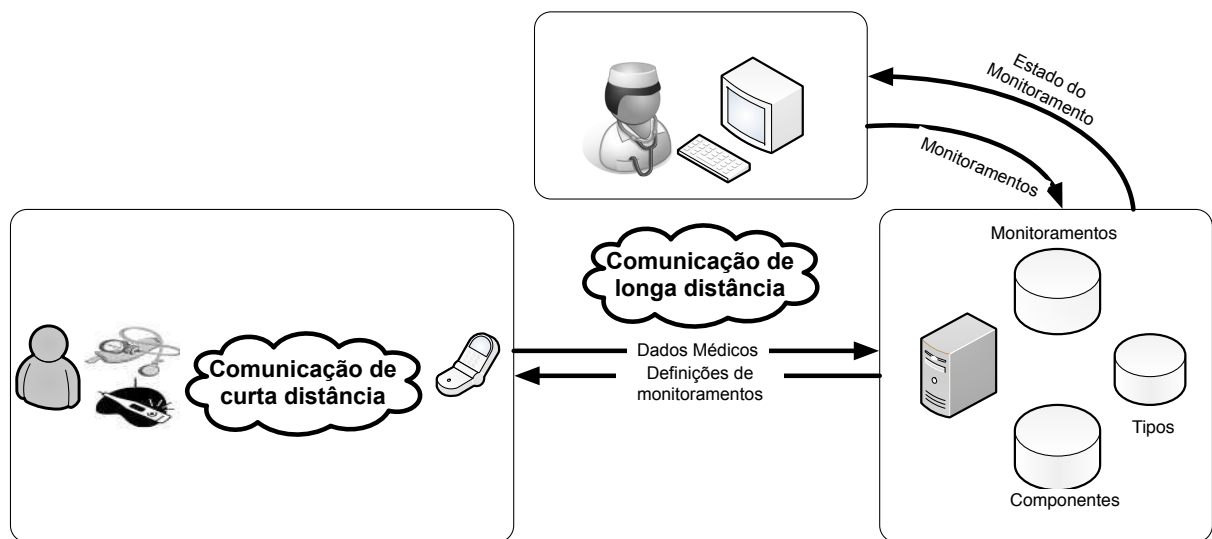 Estado do
Monitoramento
Monitoramentos
Monitoramentos
Comunicação de
longa distância
Comunicação de
curta distância
Dados Médicos
Definições de
monitoramentos
Tipos
Componentes